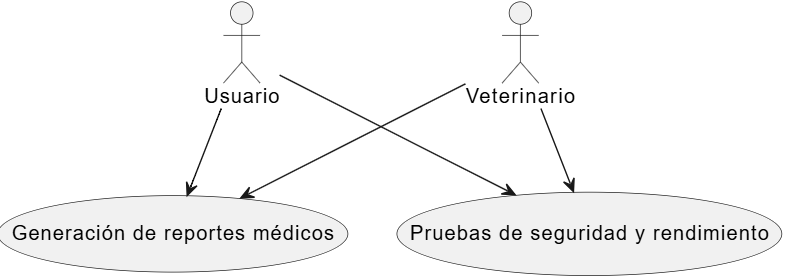 Usuario
Veterinario
Generación de reportes médicos
Pruebas de seguridad y rendimiento